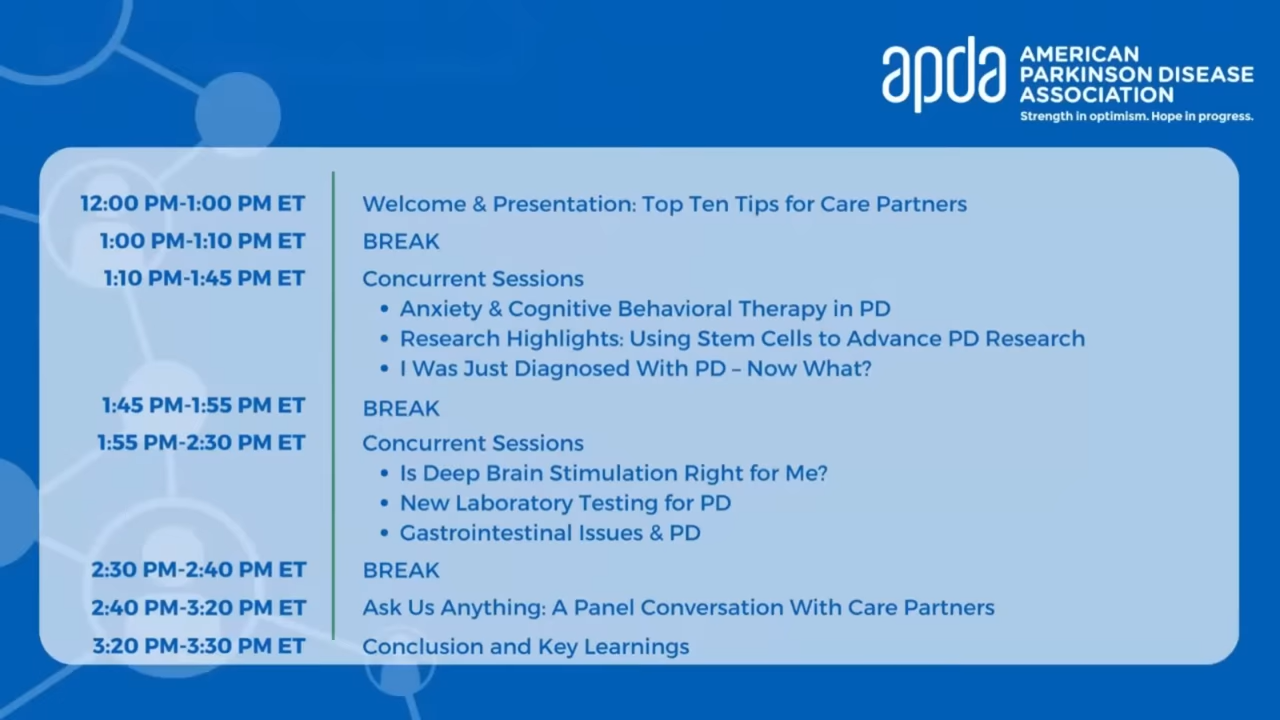 apda AMERICAN
PARKINSON DISEASE
ASSOCIATION
Strength in optimism. Hope in progress.
12:00 PM-1:00 PM ET Welcome & Presentation: Top Ten Tips for Care Partners
1:00 PM-1:10 PM ET BREAK
1:10 PM-1:45 PM ET Concurrent Sessions
• Anxiety & Cognitive Behavioral Therapy in PD
• Research Highlights: Using Stem Cells to Advance PD Research
• I Was Just Diagnosed With PD – Now What?
1:45 PM-1:55 PM ET BREAK
1:55 PM-2:30 PM ET Concurrent Sessions
• Is Deep Brain Stimulation Right for Me?
• New Laboratory Testing for PD
• Gastrointestinal Issues & PD
2:30 PM-2:40 PM ET BREAK
2:40 PM-3:20 PM ET Ask Us Anything: A Panel Conversation With Care Partners
3:20 PM-3:30 PM ET Conclusion and Key Learnings